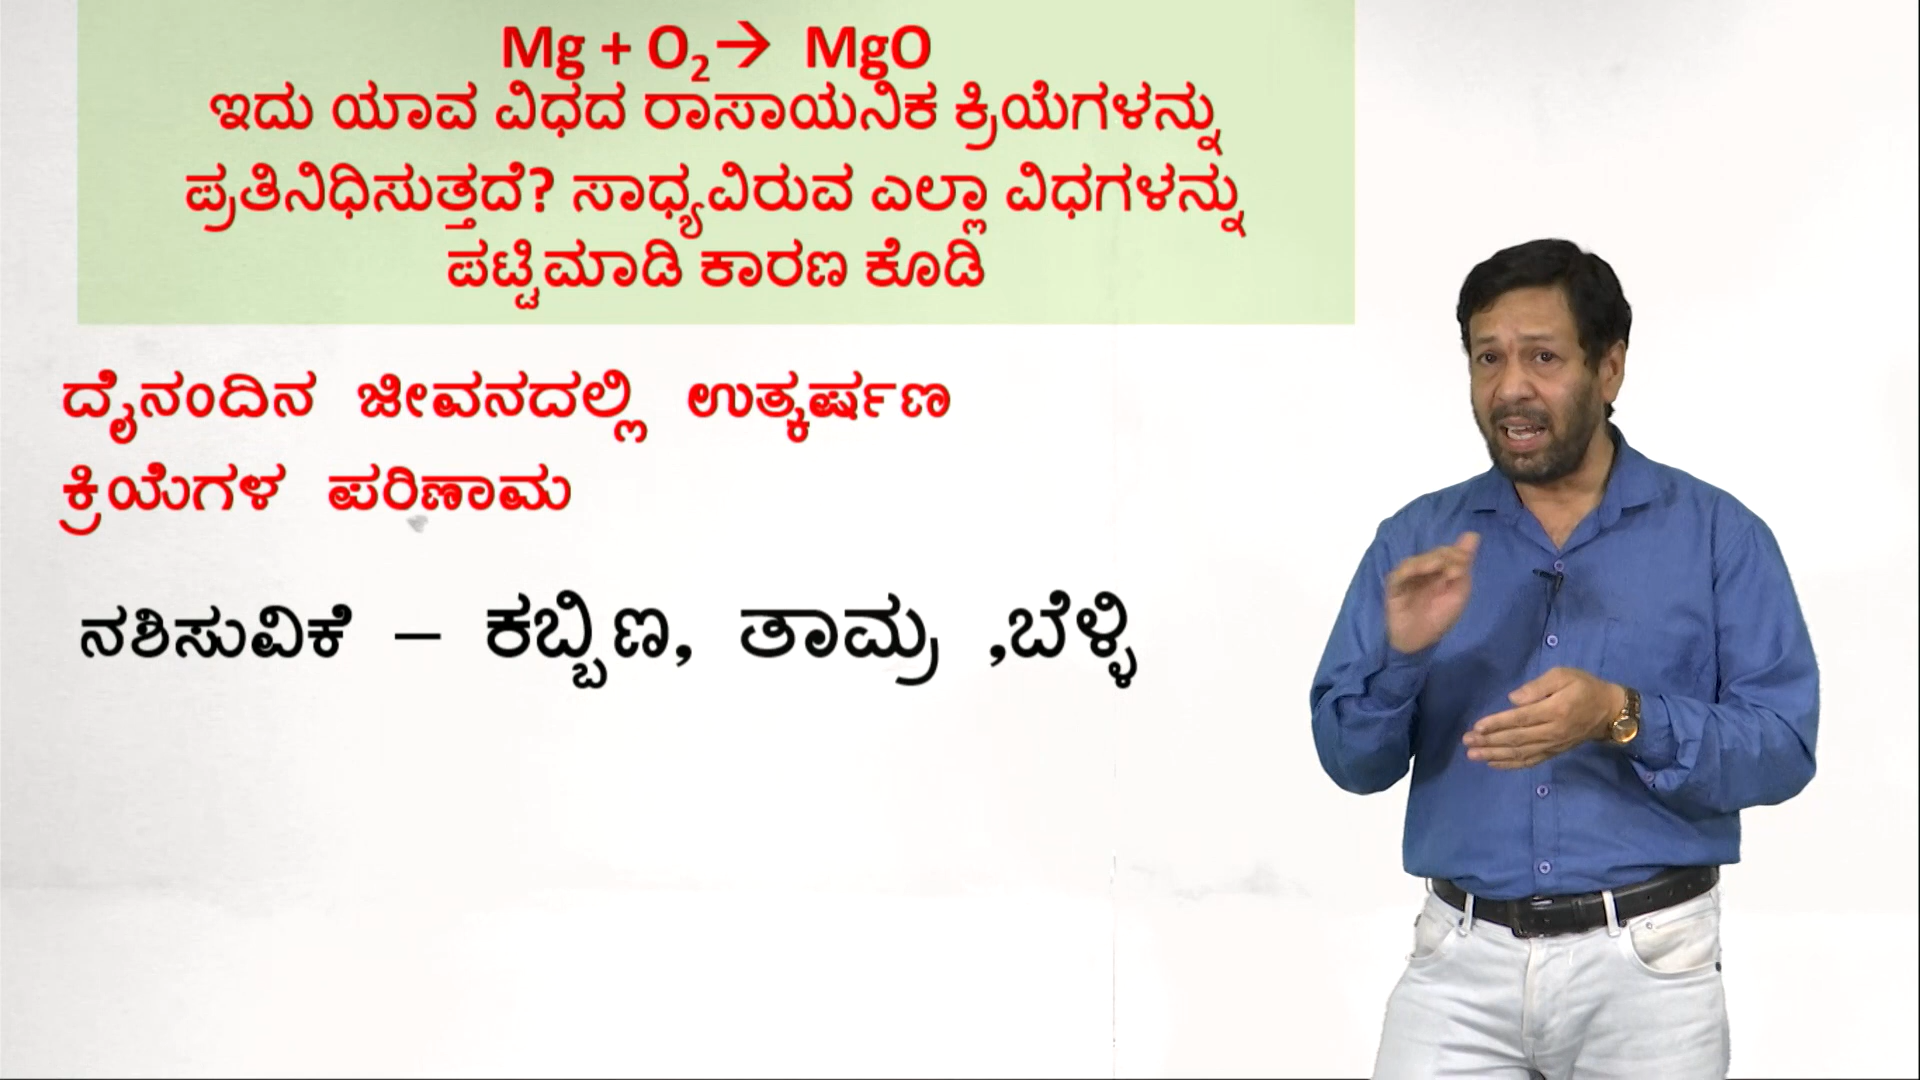 Mg + O₂→ MgO
ಇದು ಯಾವ ವಿಧದ ರಾಸಾಯನಿಕ ಕ್ರಿಯೆಗಳನ್ನು
ಪ್ರತಿನಿಧಿಸುತ್ತದೆ? ಸಾಧ್ಯವಿರುವ ಎಲ್ಲಾ ವಿಧಗಳನ್ನು
ಪಟ್ಟಿಮಾಡಿ ಕಾರಣ ಕೊಡಿ
ದೈನಂದಿನ ಜೀವನದಲ್ಲಿ ಉತ್ಕರ್ಷಣ
ಕ್ರಿಯೆಗಳ ಪರಿಣಾಮ
ನಶಿಸುವಿಕೆ – ಕಬ್ಬಿಣ, ತಾಮ್ರ ,ಬೆಳ್ಳಿ